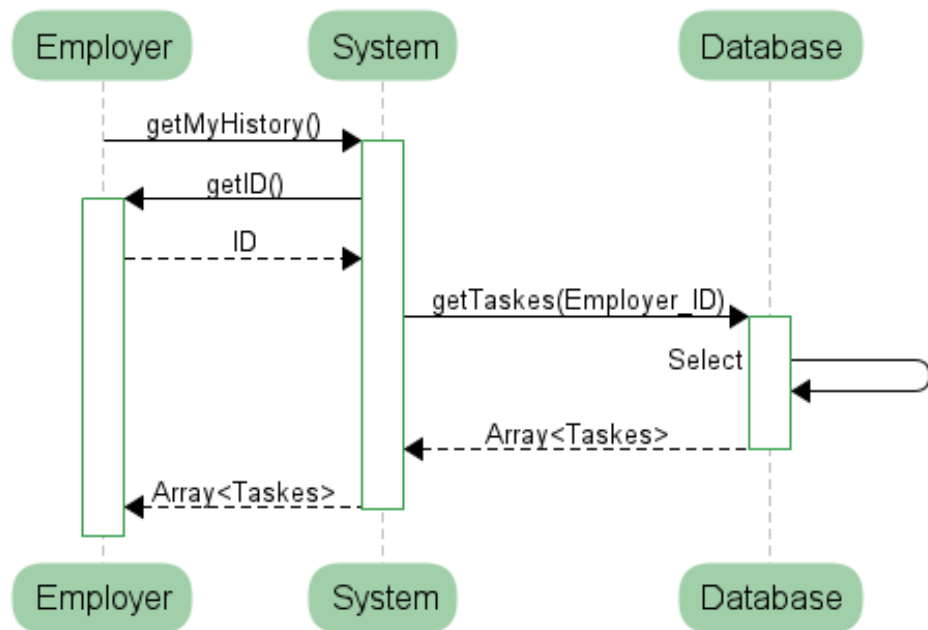 Employer
System
Database
getMyHistory()
getID()
ID
getTaskes(Employer_ID)
Select
Array<Taskes>
Array<Taskes>
Employer
System
Database